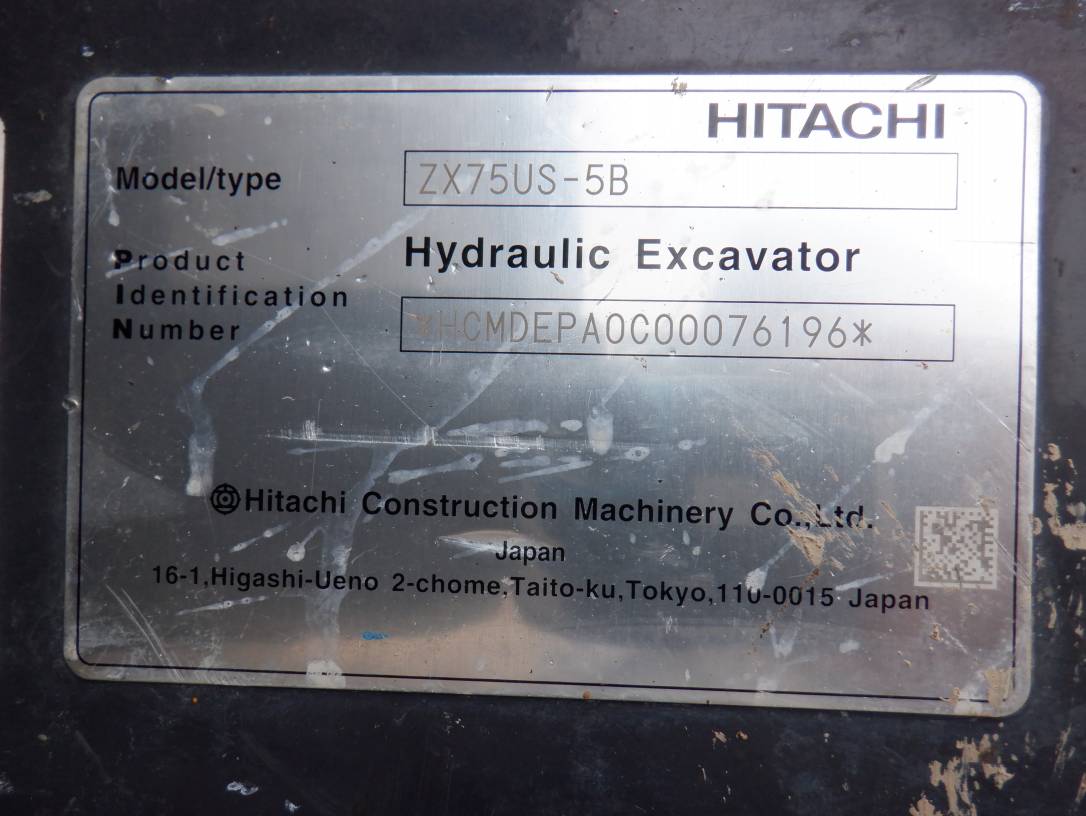 HITACHI
Model/type ZX75US-5B
Hydraulic Excavator
Product
Identification
Number *HCMDEPA0C00076196*
Hitachi Construction Machinery Co.,Ltd.
Japan
16-1,Higashi-Ueno 2-chome,Taito-ku,Tokyo,110-0015 Japan